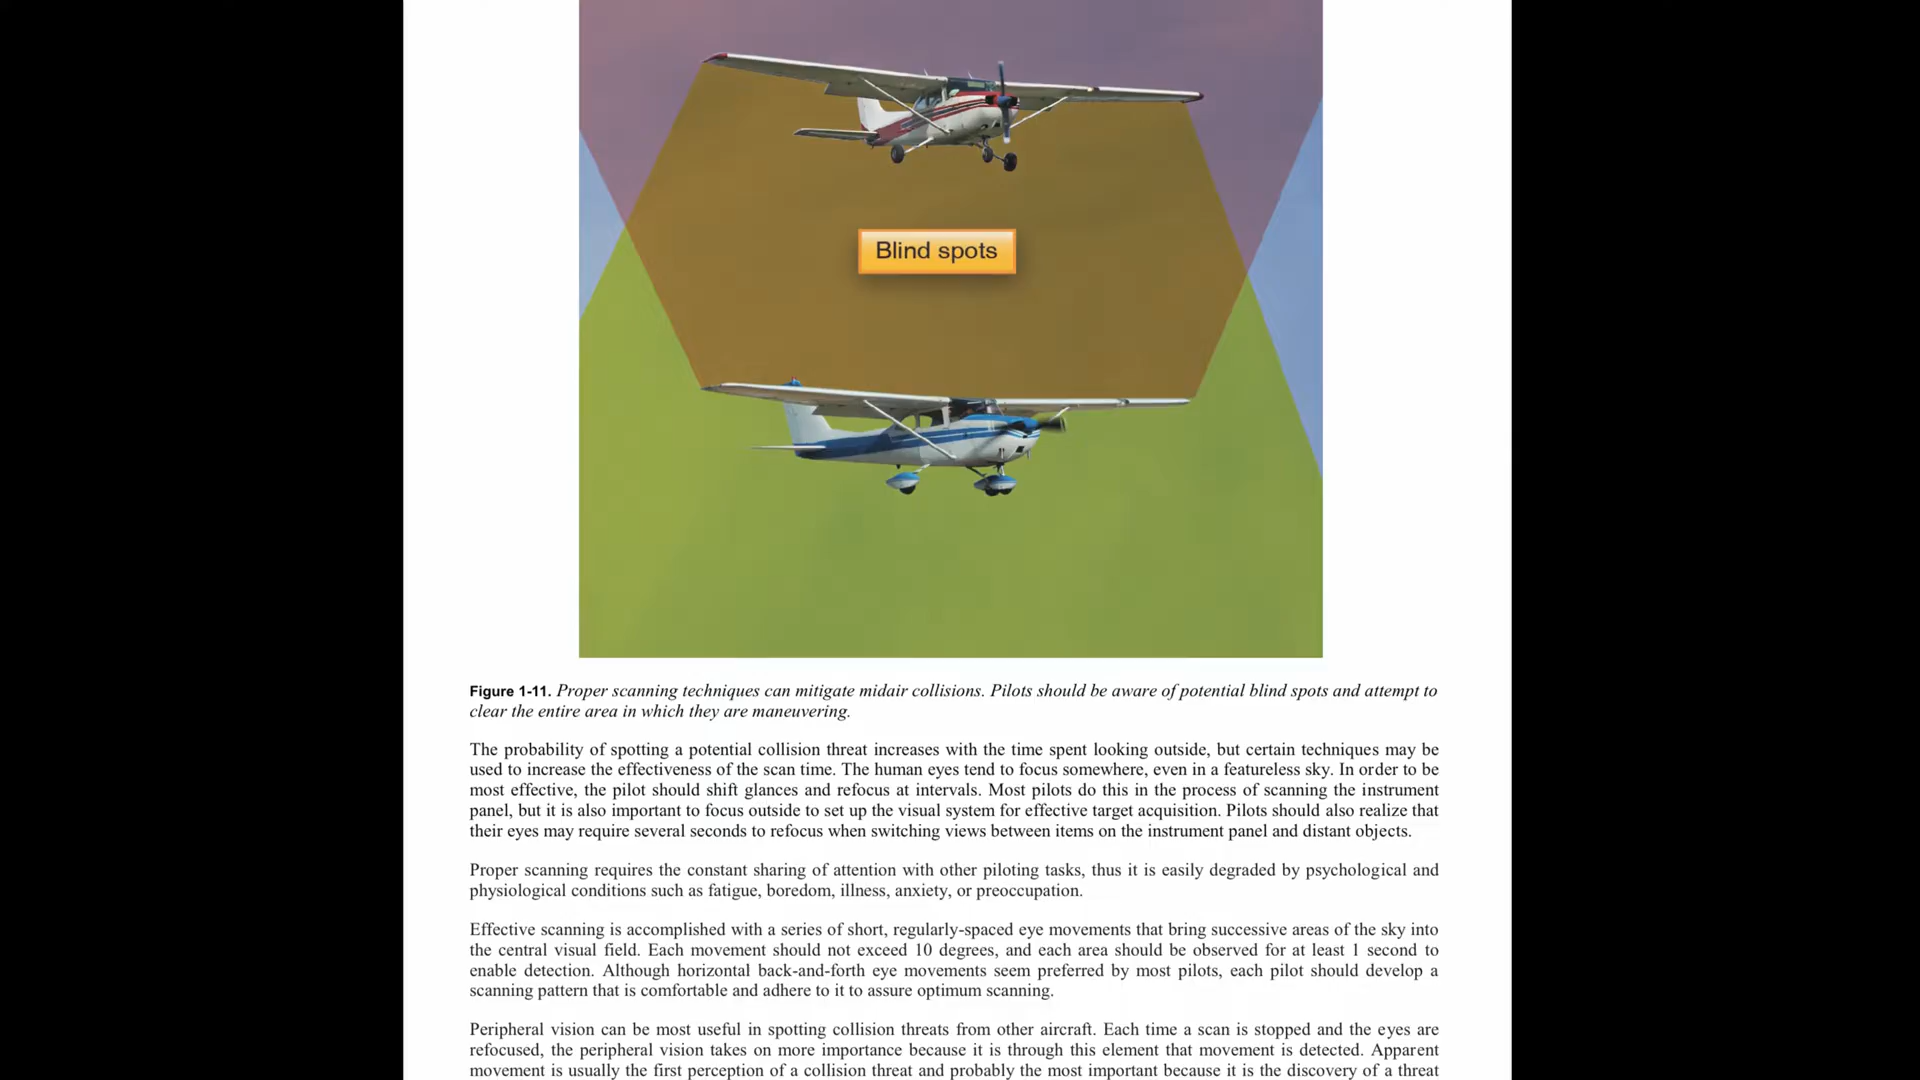 Blind spots
Figure 1-11. Proper scanning techniques can mitigate midair collisions. Pilots should be aware of potential blind spots and attempt to
clear the entire area in which they are maneuvering.
The probability of spotting a potential collision threat increases with the time spent looking outside, but certain techniques may be
used to increase the effectiveness of the scan time. The human eyes tend to focus somewhere, even in a featureless sky. In order to be
most effective, the pilot should shift glances and refocus at intervals. Most pilots do this in the process of scanning the instrument
panel, but it is also important to focus outside to set up the visual system for effective target acquisition. Pilots should also realize that
their eyes may require several seconds to refocus when switching views between items on the instrument panel and distant objects.
Proper scanning requires the constant sharing of attention with other piloting tasks, thus it is easily degraded by psychological and
physiological conditions such as fatigue, boredom, illness, anxiety, or preoccupation.
Effective scanning is accomplished with a series of short, regularly-spaced eye movements that bring successive areas of the sky into
the central visual field. Each movement should not exceed 10 degrees, and each area should be observed for at least 1 second to
enable detection. Although horizontal back-and-forth eye movements seem preferred by most pilots, each pilot should develop a
scanning pattern that is comfortable and adhere to it to assure optimum scanning.
Peripheral vision can be most useful in spotting collision threats from other aircraft. Each time a scan is stopped and the eyes are
refocused, the peripheral vision takes on more importance because it is through this element that movement is detected. Apparent
movement is usually the first perception of a collision threat and probably the most important because it is the discovery of a threat